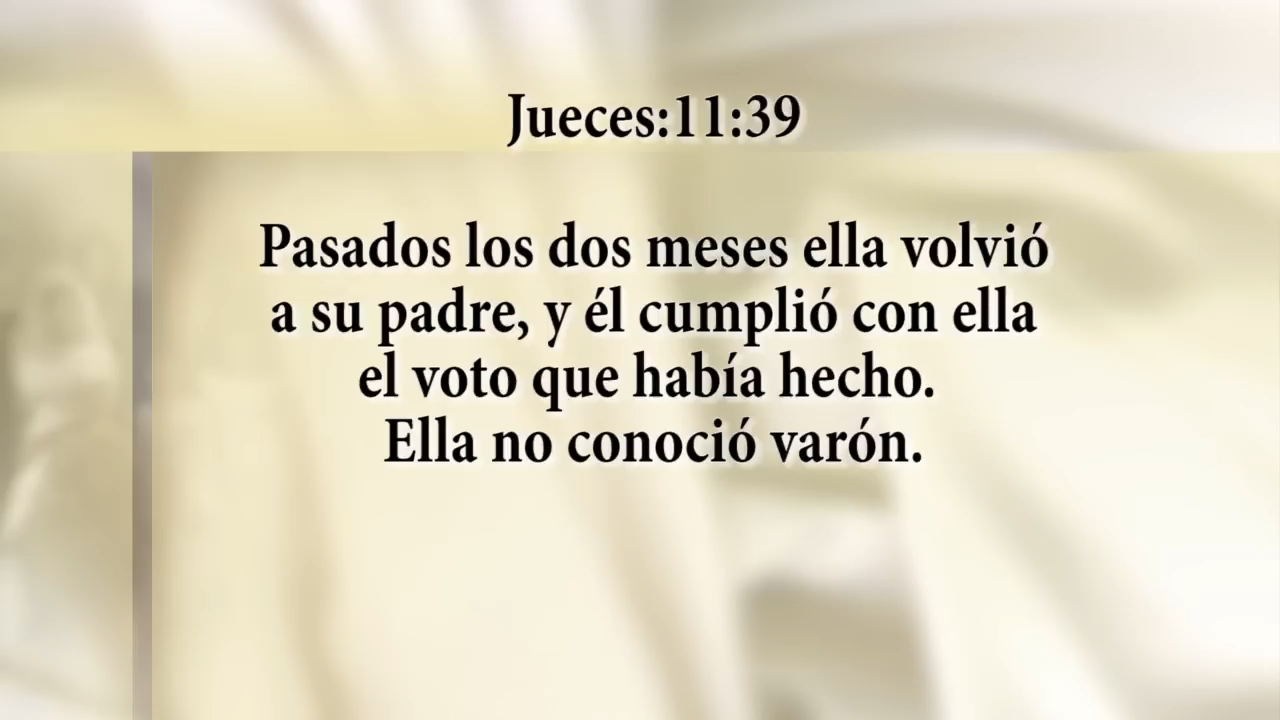 Jueces:11:39
Pasados los dos meses ella volvió
a su padre, y él cumplió con ella
el voto que había hecho.
Ella no conoció varón.